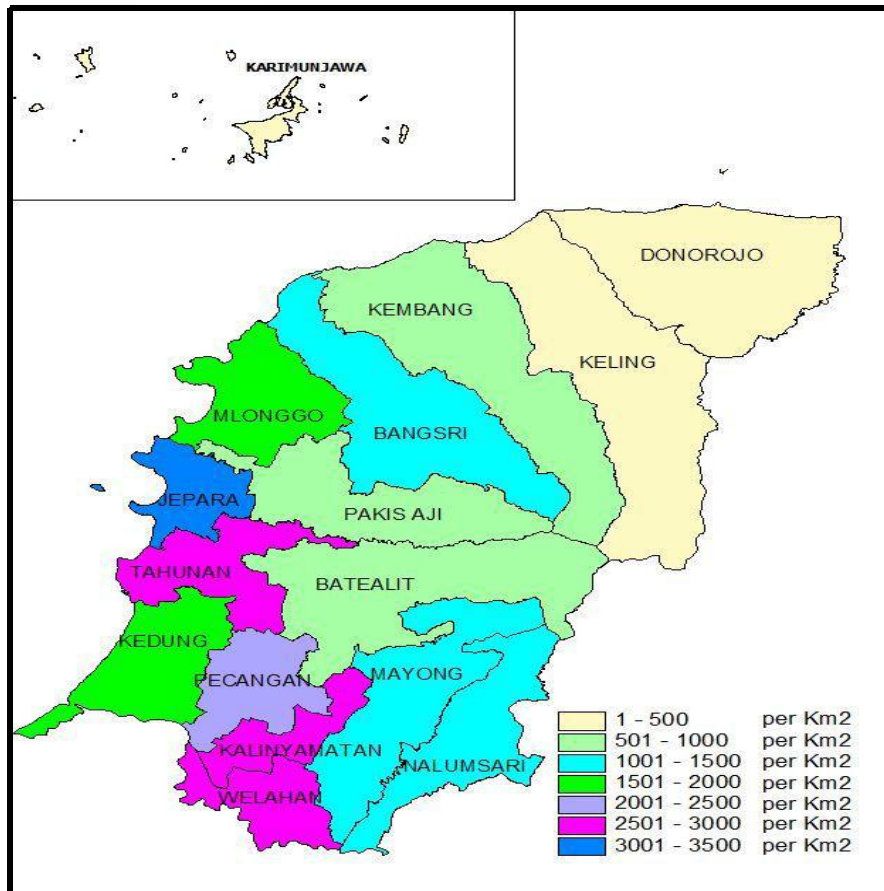 KARIMUNJAWA
DONOROJO
KEMBANG
KELING
MLONGGO
BANGSRI
JEPARA
PAKIS AJI
TAHUNAN
BATEALIT
KEDUNG
PECANGAN
MAYONG
KALINYAMATAN
NALUMSARI
WELAHAN
1 - 500 per Km2
501 - 1000 per Km2
1001 - 1500 per Km2
1501 - 2000 per Km2
2001 - 2500 per Km2
2501 - 3000 per Km2
3001 - 3500 per Km2